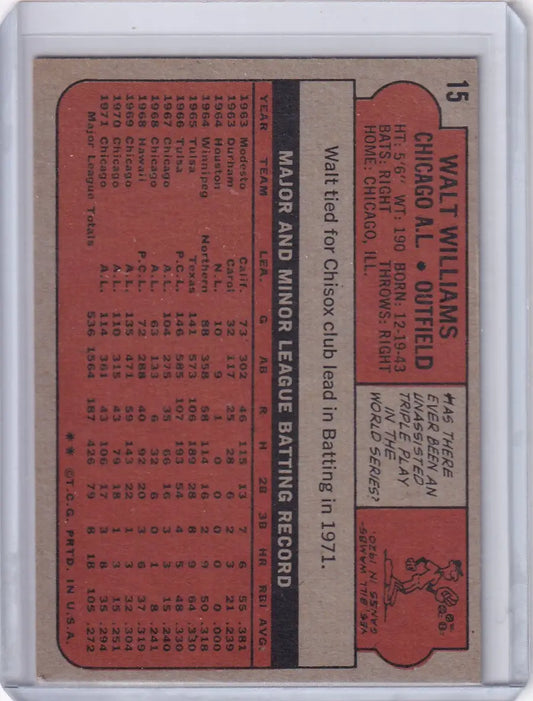 15
WALT WILLIAMS
CHICAGO A.L. • OUTFIELD
HT: 5'6" WT: 190 BORN: 12-19-43
BATS: RIGHT THROWS: RIGHT
HOME: CHICAGO, ILL.
HAS THERE
EVER BEEN AN
UNASSISTED
TRIPLE PLAY
IN THE
WORLD SERIES?
YES, BILL WAMBS-
GANSS IN 1920.
Walt tied for Chisox club lead in Batting in 1971.
MAJOR AND MINOR LEAGUE BATTING RECORD
YEAR TEAM LEA. G AB R H 2B 3B HR RBI AVG.
1963 Modesto Calif. 73 302 46 115 13 7 6 55 .381
1963 Durham Carol. 32 117 25 28 6 2 3 21 .239
1964 Houston N.L. 10 9 1 0 0 0 0 0 .000
1964 Winnipeg Northern 88 358 58 114 16 2 9 50 .318
1965 Tulsa Texas 141 573 106 189 28 8 9 64 .330
1966 Tulsa P.C.L. 146 585 107 193 54 4 5 48 .330
1967 Chicago A.L. 104 275 35 66 16 3 3 15 .240
1968 Chicago A.L. 63 133 6 32 6 0 1 8 .241
1968 Hawaii P.C.L. 72 288 40 92 20 3 6 37 .319
1969 Chicago A.L. 135 471 59 143 22 1 3 32 .304
1970 Chicago A.L. 110 315 43 79 18 1 3 15 .251
1971 Chicago A.L. 114 361 43 106 17 3 8 35 .294
Major League Totals 536 1564 187 426 79 8 18 105 .272
** ©T.C.G. PRTD. IN U.S.A.